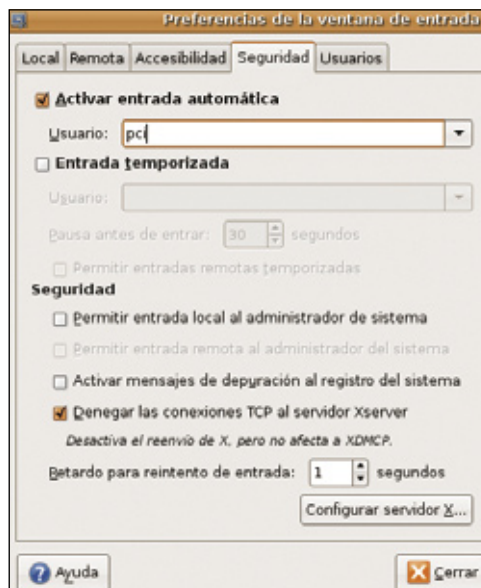 Preferencias de la ventana de entrada
Local Remota Accesibilidad Seguridad Usuarios
Activar entrada automática
Usuario: pci
Entrada temporizada
Usuario:
Pausa antes de entrar: 30 segundos
Permitir entradas remotas temporizadas
Seguridad
Permitir entrada local al administrador de sistema
Permitir entrada remota al administrador del sistema
Activar mensajes de depuración al registro del sistema
Denegar las conexiones TCP al servidor Xserver
Desactiva el reenvío de X, pero no afecta a XDMCP.
Retardo para reintento de entrada: 1 segundos
Configurar servidor X...
Ayuda Cerrar